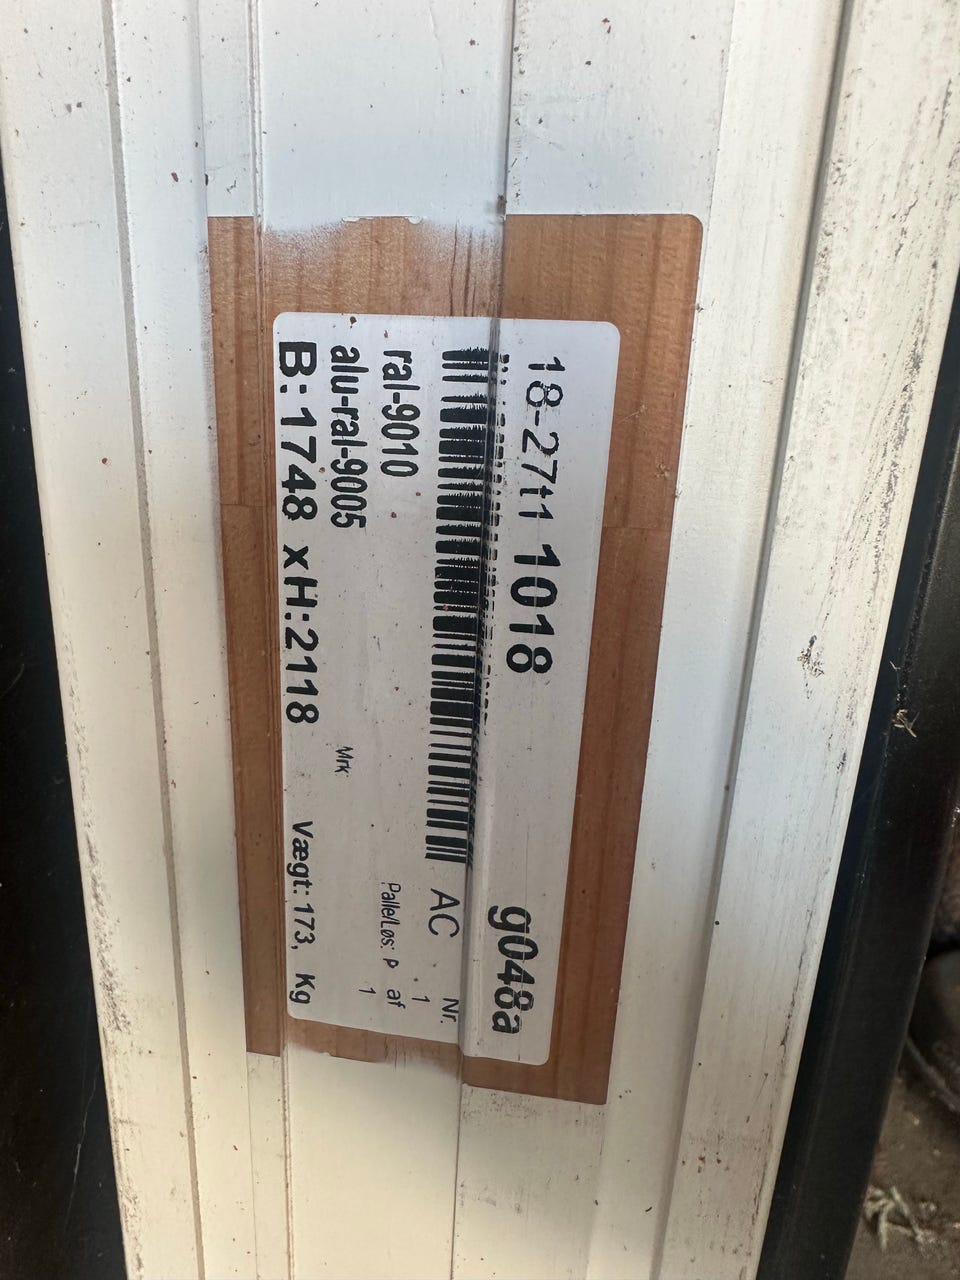 18-27t1 1018 g048a
AC Nr.
1
ral-9010 Palle/Løs: P af
1
alu-ral-9005 Mrk:
B:1748 xH:2118 Vægt:173, Kg